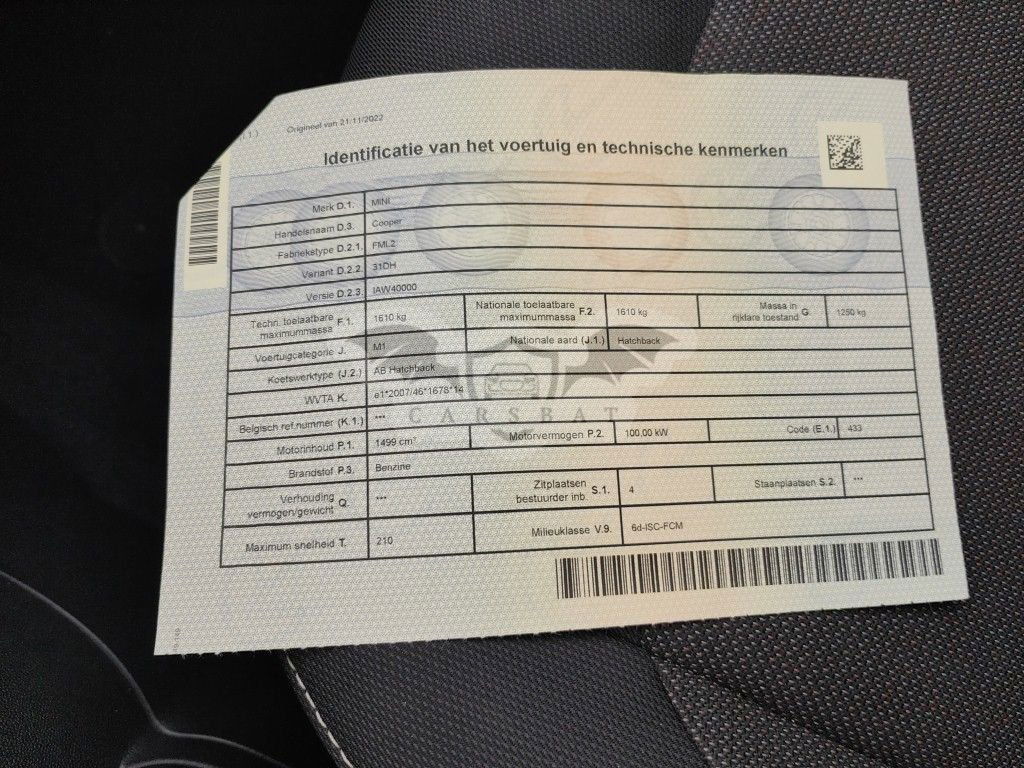 Origineel van 21/11/2022
Identificatie van het voertuig en technische kenmerken
Merk D.1. MINI
Handelsnaam D.3. Cooper
Fabriekstype D.2.1. FML2
Variant D.2.2. 31DH
Versie D.2.3. IAW40000
Techn. toelaatbare maximummassa F.1. 1610 kg Nationale toelaatbare maximummassa F.2. 1610 kg Massa in rijklare toestand G. 1250 kg
Voertuigcategorie J. M1 Nationale aard (J.1.) Hatchback
Koetswerktype (J.2.) AB Hatchback
WVTA K. e1*2007/46*1678*14
CARSBAT
Belgisch ref.nummer (K.1.) ***
Motorinhoud P.1. 1499 cm³ Motorvermogen P.2. 100,00 kW Code (E.1.) 433
Brandstof P.3. Benzine
Verhouding vermogen/gewicht Q. *** Zitplaatsen bestuurder inb. S.1. 4 Staanplaatsen S.2. ***
Maximum snelheid T. 210 Milieuklasse V.9. 6d-ISC-FCM